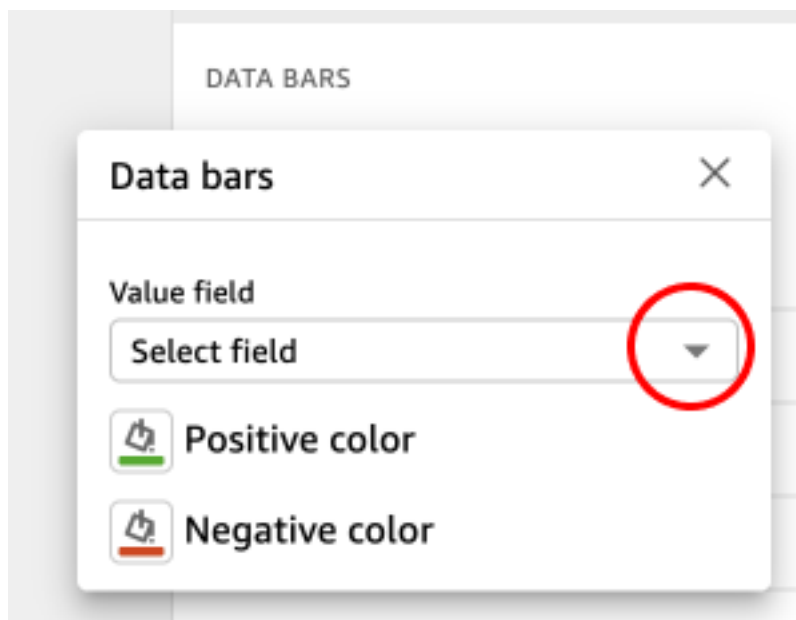 DATA BARS
Data bars
Value field
Select field
Positive color
Negative color